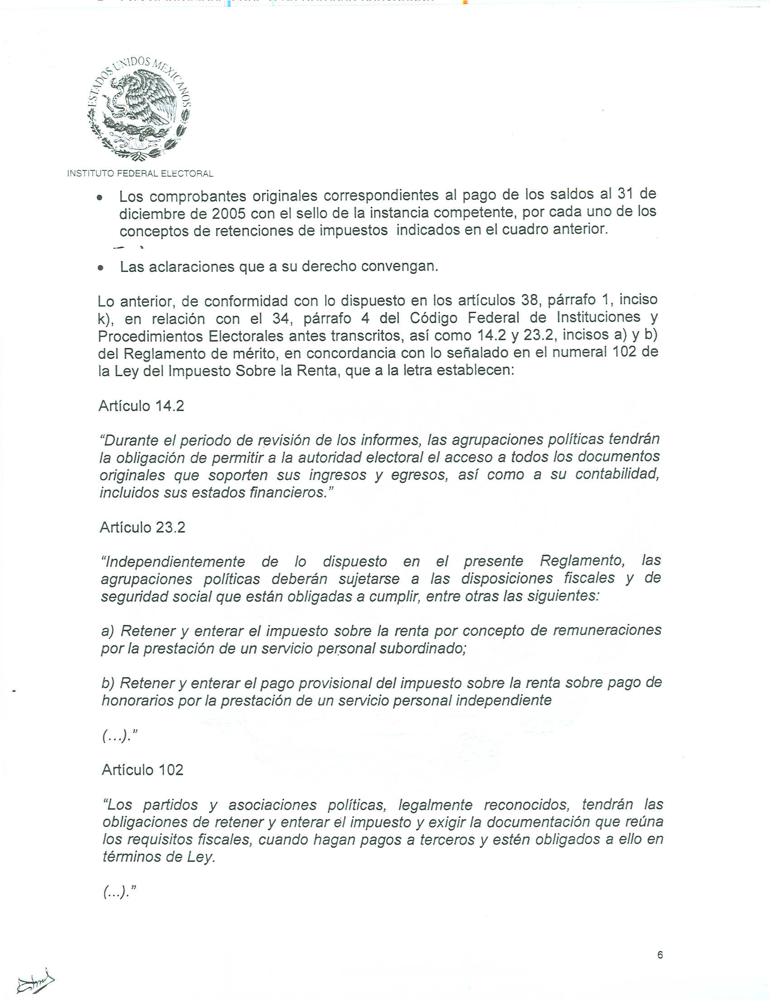 ESTADOS UNIDOS MEXICANOS
INSTITUTO FEDERAL ELECTORAL
• Los comprobantes originales correspondientes al pago de los saldos al 31 de
diciembre de 2005 con el sello de la instancia competente, por cada uno de los
conceptos de retenciones de impuestos indicados en el cuadro anterior.
• Las aclaraciones que a su derecho convengan.
Lo anterior, de conformidad con lo dispuesto en los artículos 38, párrafo 1, inciso
k), en relación con el 34, párrafo 4 del Código Federal de Instituciones y
Procedimientos Electorales antes transcritos, así como 14.2 y 23.2, incisos a) y b)
del Reglamento de mérito, en concordancia con lo señalado en el numeral 102 de
la Ley del Impuesto Sobre la Renta, que a la letra establecen:
Artículo 14.2
“Durante el periodo de revisión de los informes, las agrupaciones políticas tendrán
la obligación de permitir a la autoridad electoral el acceso a todos los documentos
originales que soporten sus ingresos y egresos, así como a su contabilidad,
incluidos sus estados financieros.”
Artículo 23.2
“Independientemente de lo dispuesto en el presente Reglamento, las
agrupaciones políticas deberán sujetarse a las disposiciones fiscales y de
seguridad social que están obligadas a cumplir, entre otras las siguientes:
a) Retener y enterar el impuesto sobre la renta por concepto de remuneraciones
por la prestación de un servicio personal subordinado;
b) Retener y enterar el pago provisional del impuesto sobre la renta sobre pago de
honorarios por la prestación de un servicio personal independiente
(...).”
Artículo 102
“Los partidos y asociaciones políticas, legalmente reconocidos, tendrán las
obligaciones de retener y enterar el impuesto y exigir la documentación que reúna
los requisitos fiscales, cuando hagan pagos a terceros y estén obligados a ello en
términos de Ley.
(...).”
6